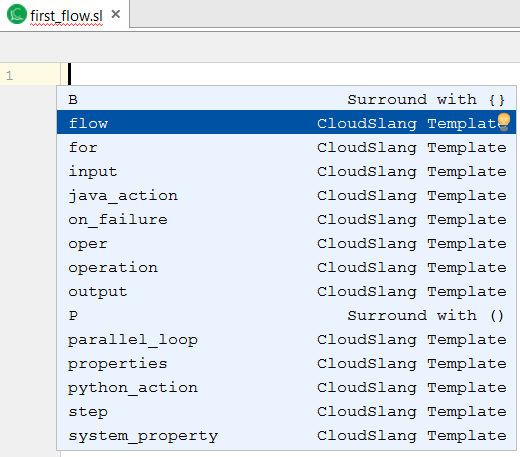 first_flow.sl
1
B Surround with {}
flow CloudSlang Template
for CloudSlang Template
input CloudSlang Template
java_action CloudSlang Template
on_failure CloudSlang Template
oper CloudSlang Template
operation CloudSlang Template
output CloudSlang Template
P Surround with ()
parallel_loop CloudSlang Template
properties CloudSlang Template
python_action CloudSlang Template
step CloudSlang Template
system_property CloudSlang Template